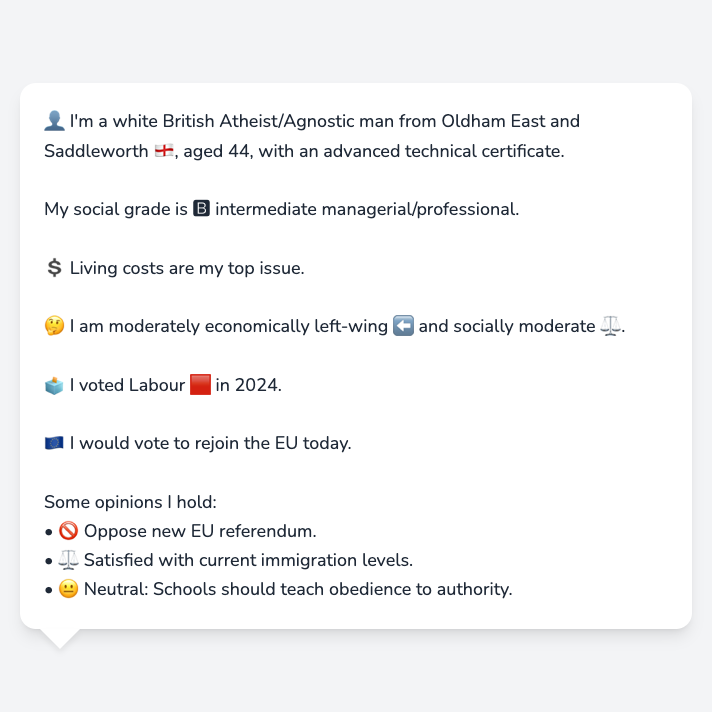 👤 I'm a white British Atheist/Agnostic man from Oldham East and
Saddleworth 🏴󠁧󠁢󠁥󠁮󠁧󠁿, aged 44, with an advanced technical certificate.
My social grade is 🅱 intermediate managerial/professional.
💲 Living costs are my top issue.
🤔 I am moderately economically left-wing ⬅️ and socially moderate ⚖️.
🗳️ I voted Labour 🟥 in 2024.
🇪🇺 I would vote to rejoin the EU today.
Some opinions I hold:
• 🚫 Oppose new EU referendum.
• ⚖️ Satisfied with current immigration levels.
• 😐 Neutral: Schools should teach obedience to authority.